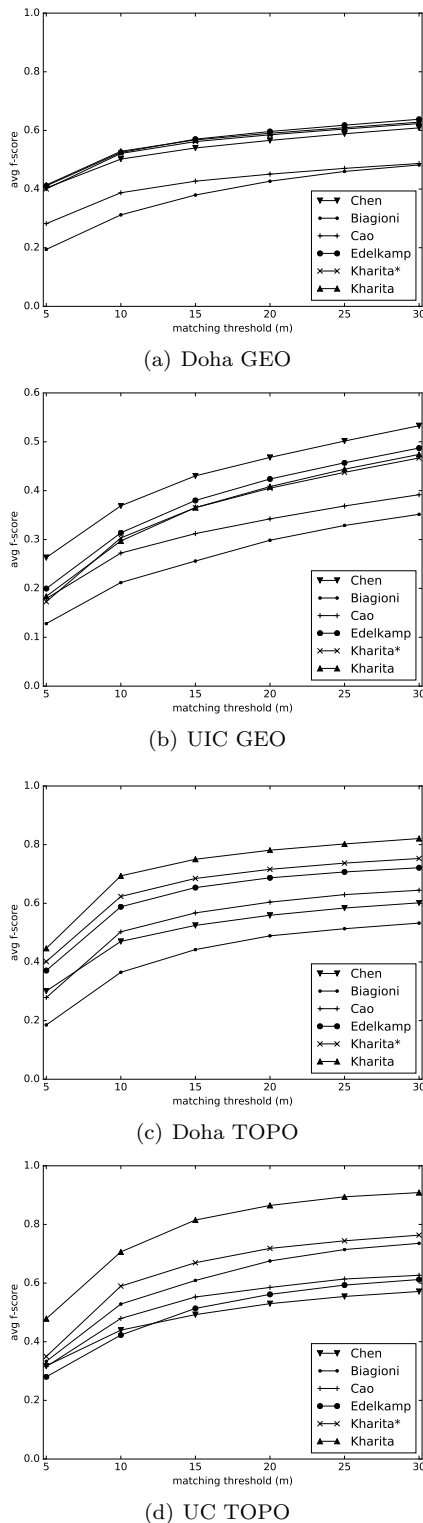 1.0
0.8
0.6
0.4
0.2
0.0
avg f-score
5 10 15 20 25 30
matching threshold (m)
Chen
Biagioni
Cao
Edelkamp
Kharita*
Kharita
(a) Doha GEO
0.6
0.5
0.4
0.3
0.2
0.1
0.0
avg f-score
5 10 15 20 25 30
matching threshold (m)
Chen
Biagioni
Cao
Edelkamp
Kharita*
Kharita
(b) UIC GEO
1.0
0.8
0.6
0.4
0.2
0.0
avg f-score
5 10 15 20 25 30
matching threshold (m)
Chen
Biagioni
Cao
Edelkamp
Kharita*
Kharita
(c) Doha TOPO
1.0
0.8
0.6
0.4
0.2
0.0
avg f-score
5 10 15 20 25 30
matching threshold (m)
Chen
Biagioni
Cao
Edelkamp
Kharita*
Kharita
(d) UC TOPO